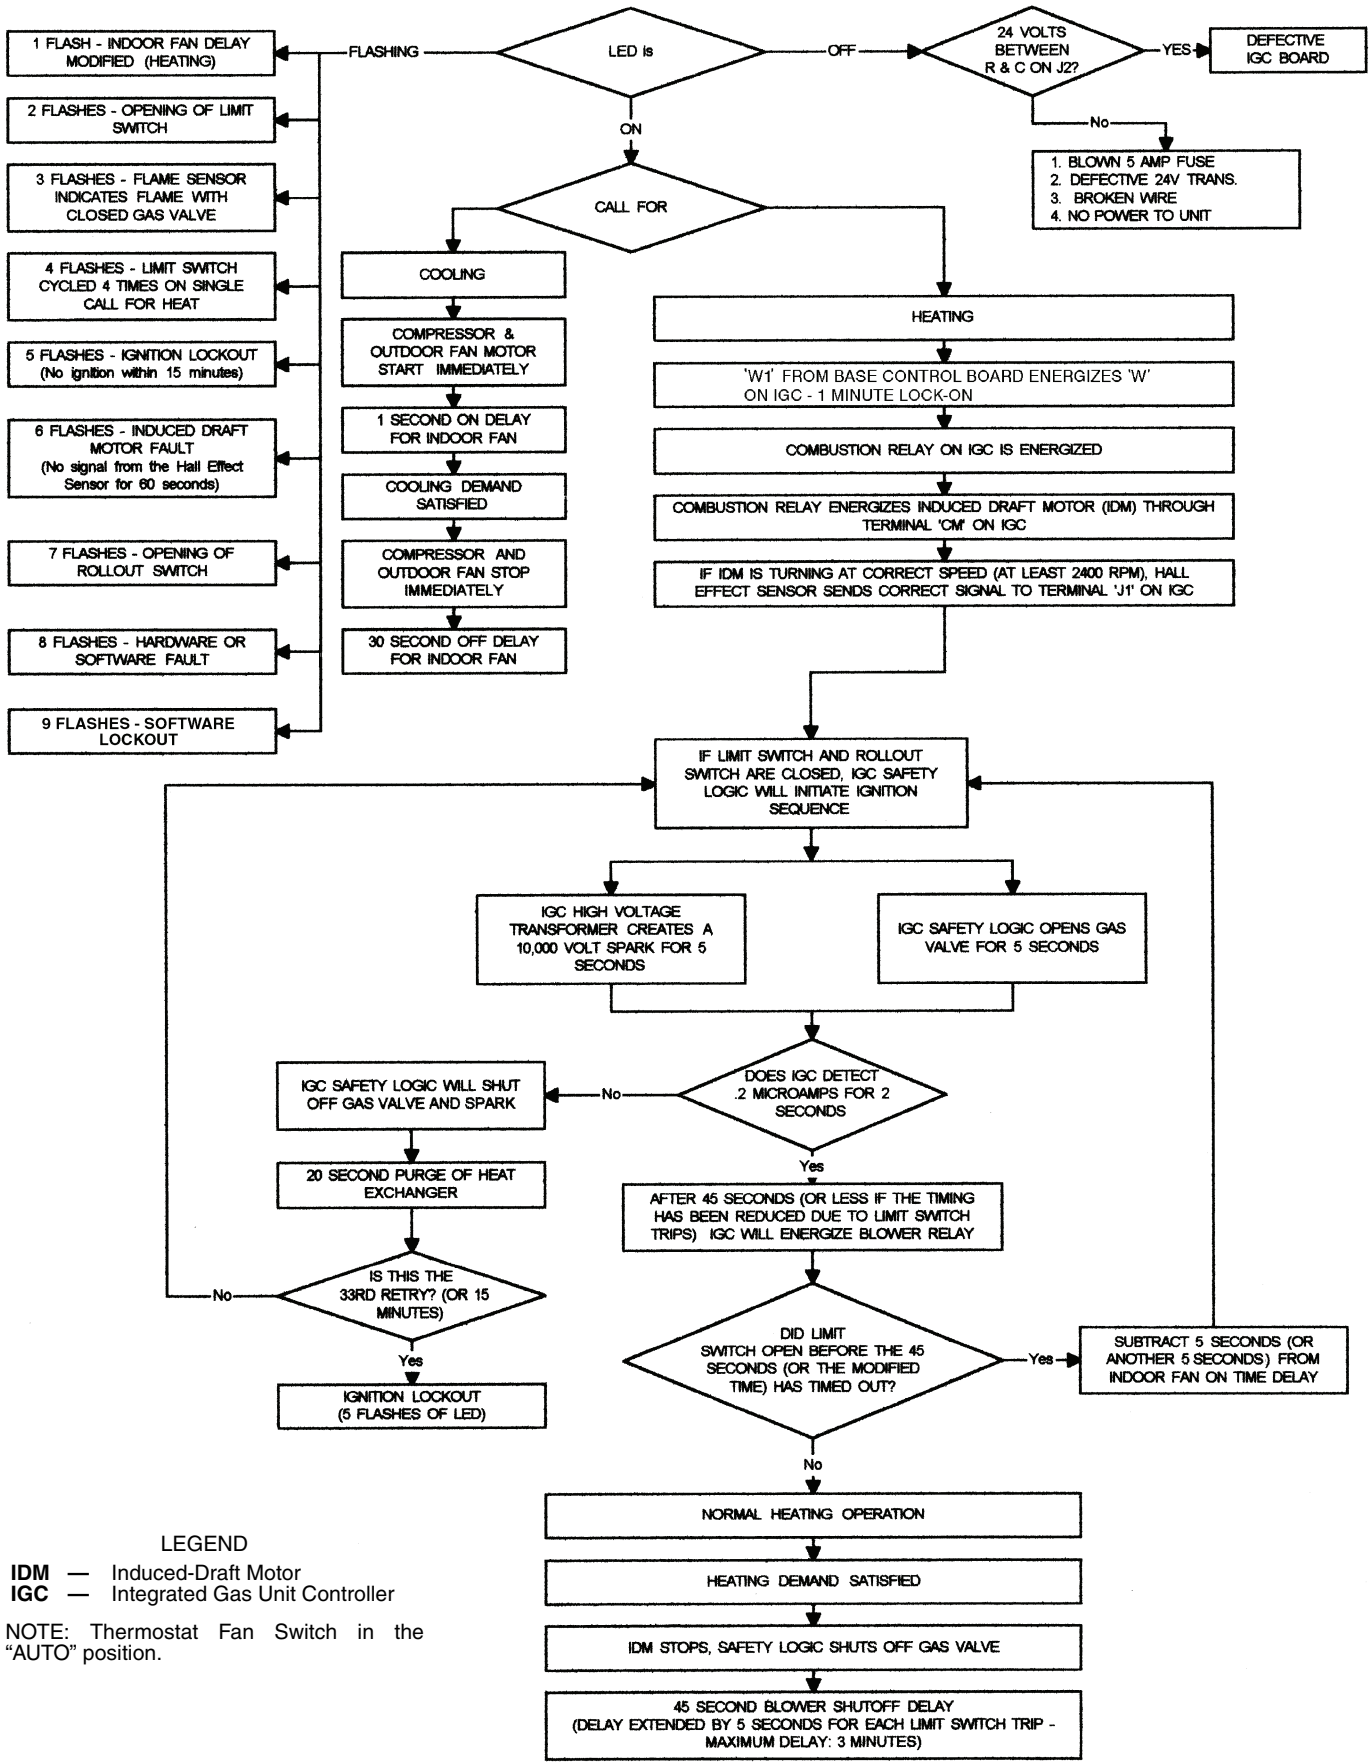 1 FLASH - INDOOR FAN DELAY
MODIFIED (HEATING)
FLASHING
LED is
OFF
24 VOLTS
BETWEEN
R & C ON J2?
YES
DEFECTIVE
IGC BOARD
2 FLASHES - OPENING OF LIMIT
SWITCH
ON
No
1. BLOWN 5 AMP FUSE
2. DEFECTIVE 24V TRANS.
3. BROKEN WIRE
4. NO POWER TO UNIT
3 FLASHES - FLAME SENSOR
INDICATES FLAME WITH
CLOSED GAS VALVE
CALL FOR
4 FLASHES - LIMIT SWITCH
CYCLED 4 TIMES ON SINGLE
CALL FOR HEAT
5 FLASHES - IGNITION LOCKOUT
(No ignition within 15 minutes)
6 FLASHES - INDUCED DRAFT
MOTOR FAULT
(No signal from the Hall Effect
Sensor for 60 seconds)
7 FLASHES - OPENING OF
ROLLOUT SWITCH
8 FLASHES - HARDWARE OR
SOFTWARE FAULT
9 FLASHES - SOFTWARE
LOCKOUT
COOLING
COMPRESSOR &
OUTDOOR FAN MOTOR
START IMMEDIATELY
1 SECOND ON DELAY
FOR INDOOR FAN
COOLING DEMAND
SATISFIED
COMPRESSOR AND
OUTDOOR FAN STOP
IMMEDIATELY
30 SECOND OFF DELAY
FOR INDOOR FAN
HEATING
'W1' FROM BASE CONTROL BOARD ENERGIZES 'W'
ON IGC - 1 MINUTE LOCK-ON
COMBUSTION RELAY ON IGC IS ENERGIZED
COMBUSTION RELAY ENERGIZES INDUCED DRAFT MOTOR (IDM) THROUGH
TERMINAL 'CM' ON IGC
IF IDM IS TURNING AT CORRECT SPEED (AT LEAST 2400 RPM), HALL
EFFECT SENSOR SENDS CORRECT SIGNAL TO TERMINAL 'J1' ON IGC
IF LIMIT SWITCH AND ROLLOUT
SWITCH ARE CLOSED, IGC SAFETY
LOGIC WILL INITIATE IGNITION
SEQUENCE
IGC HIGH VOLTAGE
TRANSFORMER CREATES A
10,000 VOLT SPARK FOR 5
SECONDS
IGC SAFETY LOGIC OPENS GAS
VALVE FOR 5 SECONDS
DOES IGC DETECT
.2 MICROAMPS FOR 2
SECONDS
No
IGC SAFETY LOGIC WILL SHUT
OFF GAS VALVE AND SPARK
20 SECOND PURGE OF HEAT
EXCHANGER
IS THIS THE
33RD RETRY? (OR 15
MINUTES)
No
Yes
IGNITION LOCKOUT
(5 FLASHES OF LED)
Yes
AFTER 45 SECONDS (OR LESS IF THE TIMING
HAS BEEN REDUCED DUE TO LIMIT SWITCH
TRIPS) IGC WILL ENERGIZE BLOWER RELAY
DID LIMIT
SWITCH OPEN BEFORE THE 45
SECONDS (OR THE MODIFIED
TIME) HAS TIMED OUT?
Yes
SUBTRACT 5 SECONDS (OR
ANOTHER 5 SECONDS) FROM
INDOOR FAN ON TIME DELAY
No
NORMAL HEATING OPERATION
HEATING DEMAND SATISFIED
IDM STOPS, SAFETY LOGIC SHUTS OFF GAS VALVE
45 SECOND BLOWER SHUTOFF DELAY
(DELAY EXTENDED BY 5 SECONDS FOR EACH LIMIT SWITCH TRIP -
MAXIMUM DELAY: 3 MINUTES)
LEGEND
IDM — Induced-Draft Motor
IGC — Integrated Gas Unit Controller
NOTE: Thermostat Fan Switch in the
“AUTO” position.